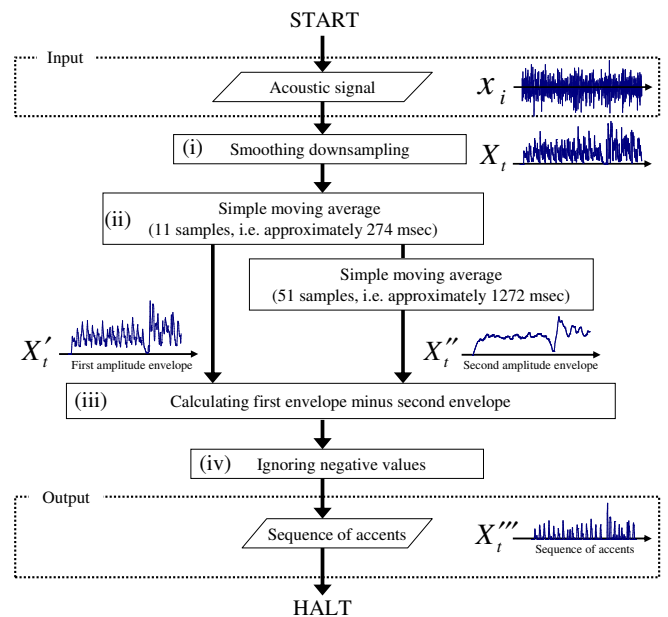 START
Input
Acoustic signal
x_i
(i) Smoothing downsampling
X_t
(ii) Simple moving average
(11 samples, i.e. approximately 274 msec)
Simple moving average
(51 samples, i.e. approximately 1272 msec)
X′_t
First amplitude envelope
X″_t
Second amplitude envelope
(iii) Calculating first envelope minus second envelope
(iv) Ignoring negative values
Output
Sequence of accents
X‴_t
Sequence of accents
HALT